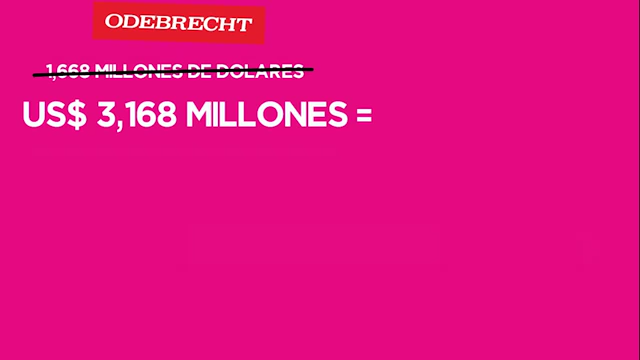 ODEBRECHT
1,668 MILLONES DE DOLARES
US$ 3,168 MILLONES =